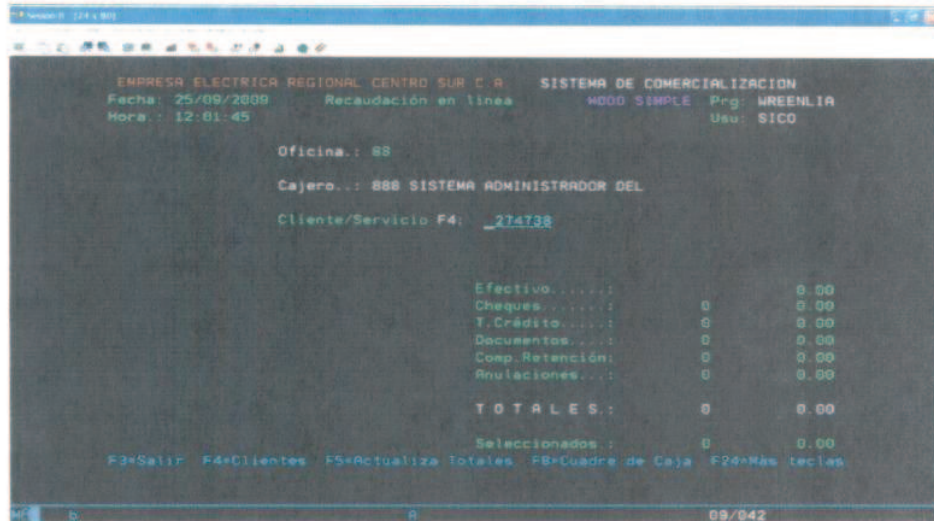 Session B [24 x 80]
EMPRESA ELECTRICA REGIONAL CENTRO SUR C A SISTEMA DE COMERCIALIZACION
Fecha: 25/09/2009 Recaudación en línea MODO SIMPLE Prg: WREENLIA
Hora.: 12:01:45 Usu: SICO
Oficina.: 88
Cajero..: 888 SISTEMA ADMINISTRADOR DEL
Cliente/Servicio F4: _274738
Efectivo......: 0.00
Cheques.......: 0 0.00
T.Crédito.....: 0 0.00
Documentos....: 0 0.00
Comp.Retención: 0 0.00
Anulaciones...: 0 0.00
T O T A L E S.: 0 0.00
Seleccionados.: 0 0.00
F3=Salir F4=Clientes F5=Actualiza Totales F8=Cuadre de Caja F24=Más teclas
MA b A 09/042